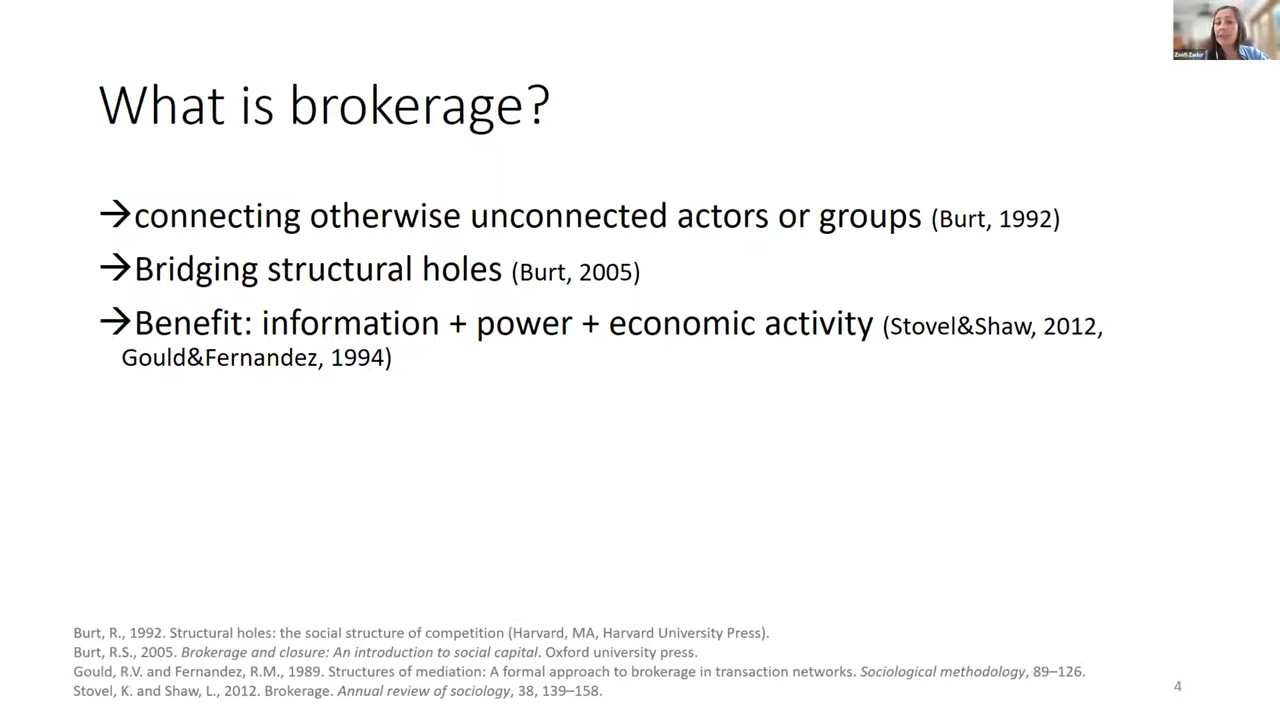 Zsófi Zádor
What is brokerage?
→connecting otherwise unconnected actors or groups (Burt, 1992)
→Bridging structural holes (Burt, 2005)
→Benefit: information + power + economic activity (Stovel&Shaw, 2012,
Gould&Fernandez, 1994)
Burt, R., 1992. Structural holes: the social structure of competition (Harvard, MA, Harvard University Press).
Burt, R.S., 2005. Brokerage and closure: An introduction to social capital. Oxford university press.
Gould, R.V. and Fernandez, R.M., 1989. Structures of mediation: A formal approach to brokerage in transaction networks. Sociological methodology, 89–126.
Stovel, K. and Shaw, L., 2012. Brokerage. Annual review of sociology, 38, 139–158.
4